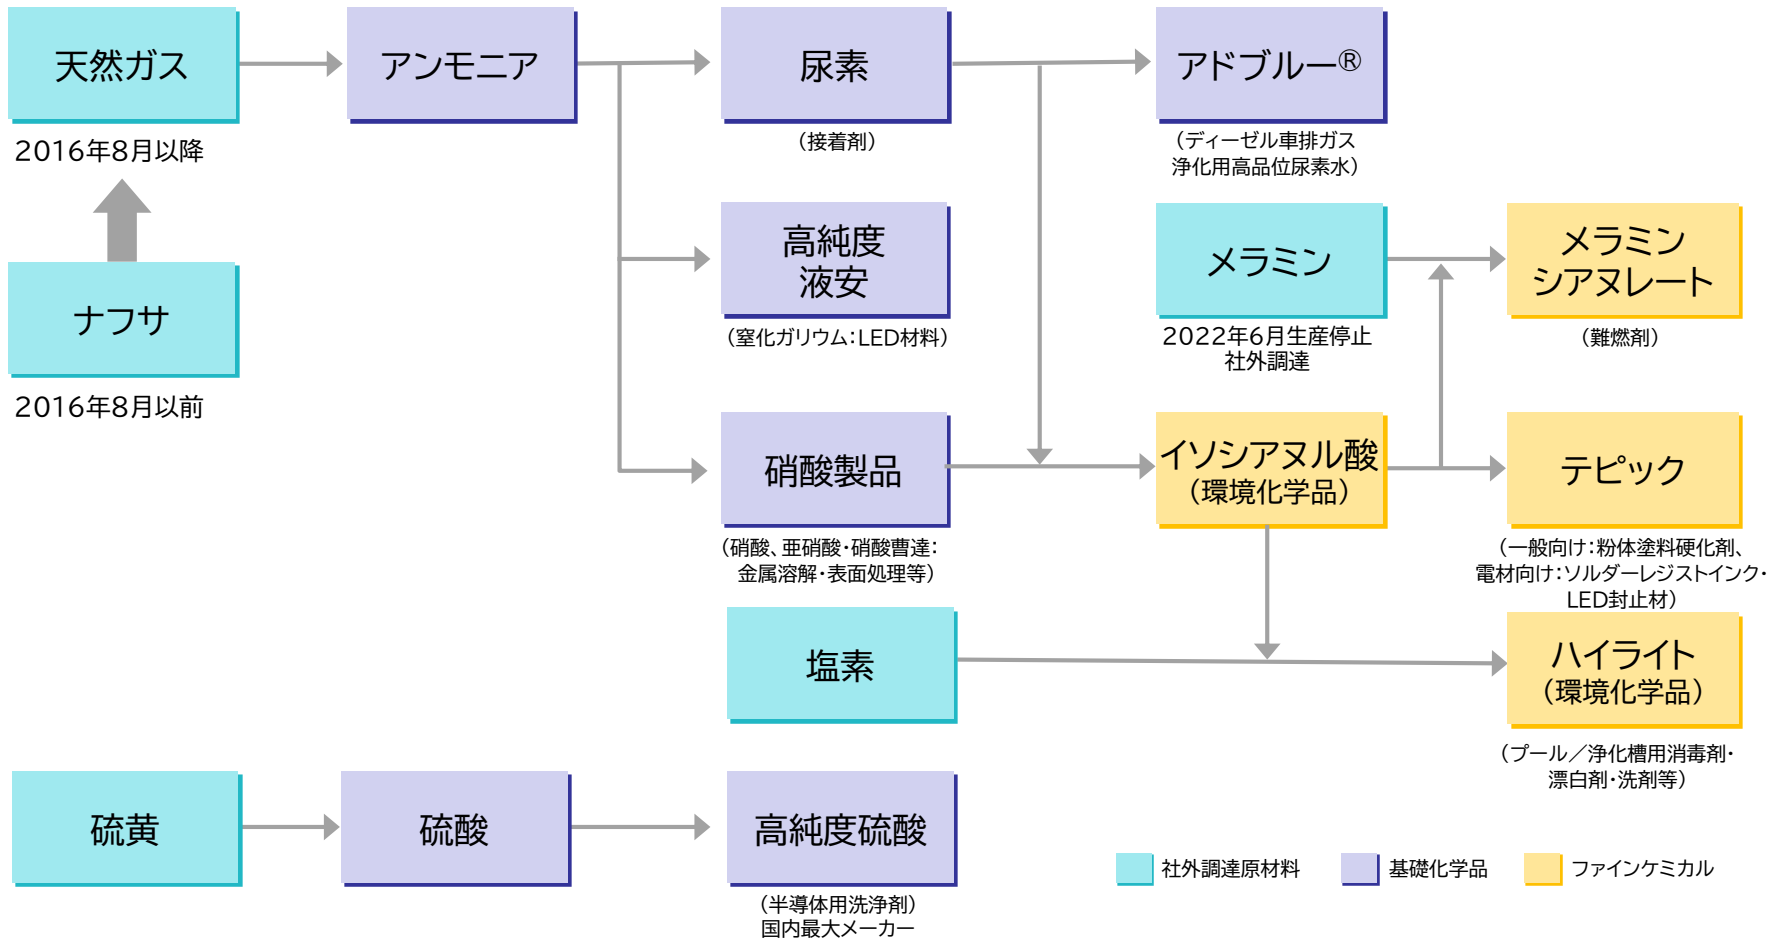 天然ガス
2016年8月以降
ナフサ
2016年8月以前
アンモニア
尿素
(接着剤)
高純度
液安
(窒化ガリウム:LED材料)
硝酸製品
(硝酸、亜硝酸・硝酸曹達:
金属溶解・表面処理等)
アドブルー®
(ディーゼル車排ガス
浄化用高品位尿素水)
メラミン
2022年6月生産停止
社外調達
メラミン
シアヌレート
(難燃剤)
イソシアヌル酸
(環境化学品)
テピック
(一般向け:粉体塗料硬化剤、
電材向け:ソルダーレジストインク・
LED封止材)
塩素
ハイライト
(環境化学品)
(プール/浄化槽用消毒剤・
漂白剤・洗剤等)
硫黄
硫酸
高純度硫酸
(半導体用洗浄剤)
国内最大メーカー
社外調達原材料
基礎化学品
ファインケミカル